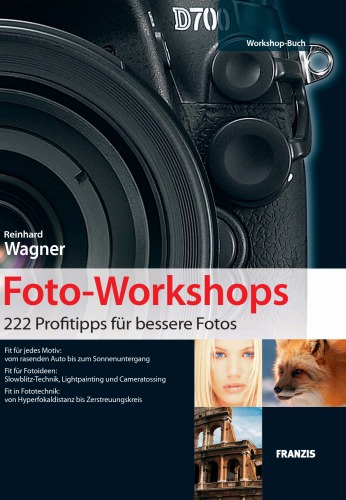 D700
Workshop-Buch
Reinhard
Wagner
Foto-Workshops
222 Profitipps für bessere Fotos
Fit für jedes Motiv:
vom rasenden Auto bis zum Sonnenuntergang
Fit für Fotoideen:
Slowblitz-Technik, Lightpainting und Cameratossing
Fit in Fototechnik:
von Hyperfokaldistanz bis Zerstreuungskreis
FRANZIS